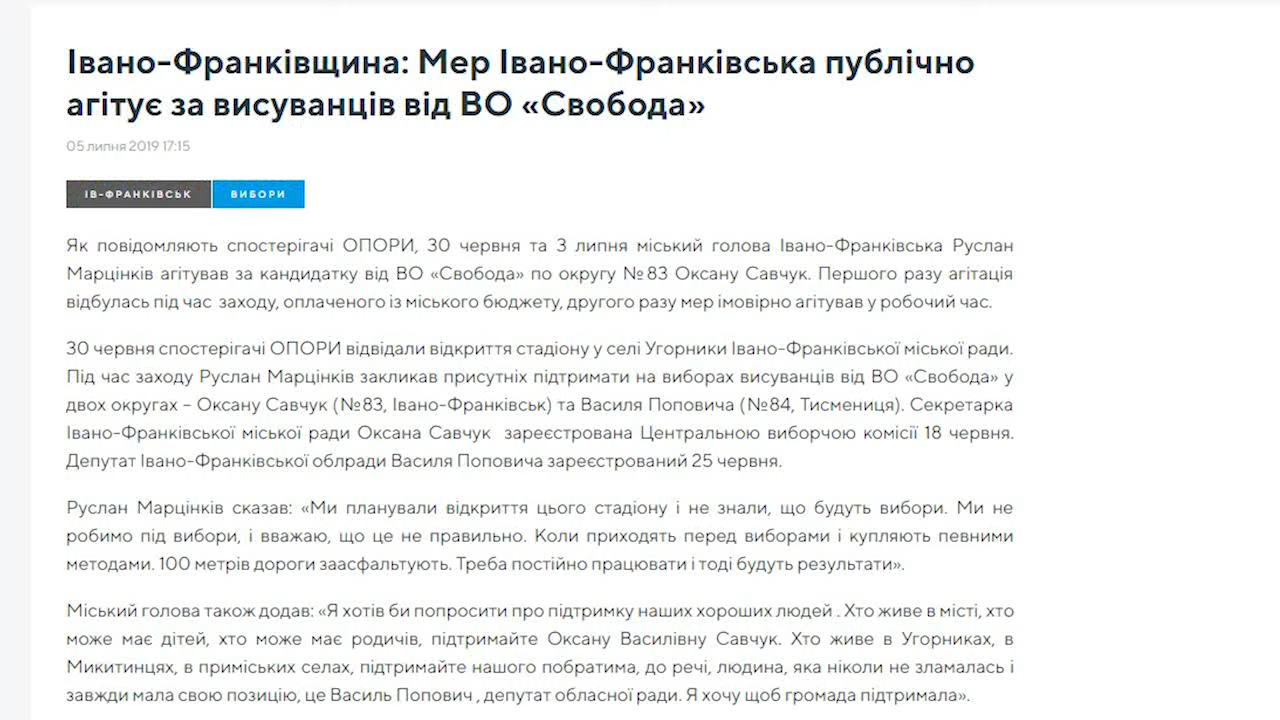 Івано-Франківщина: Мер Івано-Франківська публічно
агітує за висуванців від ВО «Свобода»
05 липня 2019 17:15
ІВ-ФРАНКІВСЬК ВИБОРИ
Як повідомляють спостерігачі ОПОРИ, 30 червня та 3 липня міський голова Івано-Франківська Руслан
Марцінків агітував за кандидатку від ВО «Свобода» по округу №83 Оксану Савчук. Першого разу агітація
відбулась під час заходу, оплаченого із міського бюджету, другого разу мер імовірно агітував у робочий час.
30 червня спостерігачі ОПОРИ відвідали відкриття стадіону у селі Угорники Івано-Франківської міської ради.
Під час заходу Руслан Марцінків закликав присутніх підтримати на виборах висуванців від ВО «Свобода» у
двох округах – Оксану Савчук (№83, Івано-Франківськ) та Василя Поповича (№84, Тисмениця). Секретарка
Івано-Франківської міської ради Оксана Савчук зареєстрована Центральною виборчою комісії 18 червня.
Депутат Івано-Франківської облради Василя Поповича зареєстрований 25 червня.
Руслан Марцінків сказав: «Ми планували відкриття цього стадіону і не знали, що будуть вибори. Ми не
робимо під вибори, і вважаю, що це не правильно. Коли приходять перед виборами і купляють певними
методами. 100 метрів дороги заасфальтують. Треба постійно працювати і тоді будуть результати».
Міський голова також додав: «Я хотів би попросити про підтримку наших хороших людей . Хто живе в місті, хто
може має дітей, хто може має родичів, підтримайте Оксану Василівну Савчук. Хто живе в Угорниках, в
Микитинцях, в приміських селах, підтримайте нашого побратима, до речі, людина, яка ніколи не зламалась і
завжди мала свою позицію, це Василь Попович , депутат обласної ради. Я хочу щоб громада підтримала».